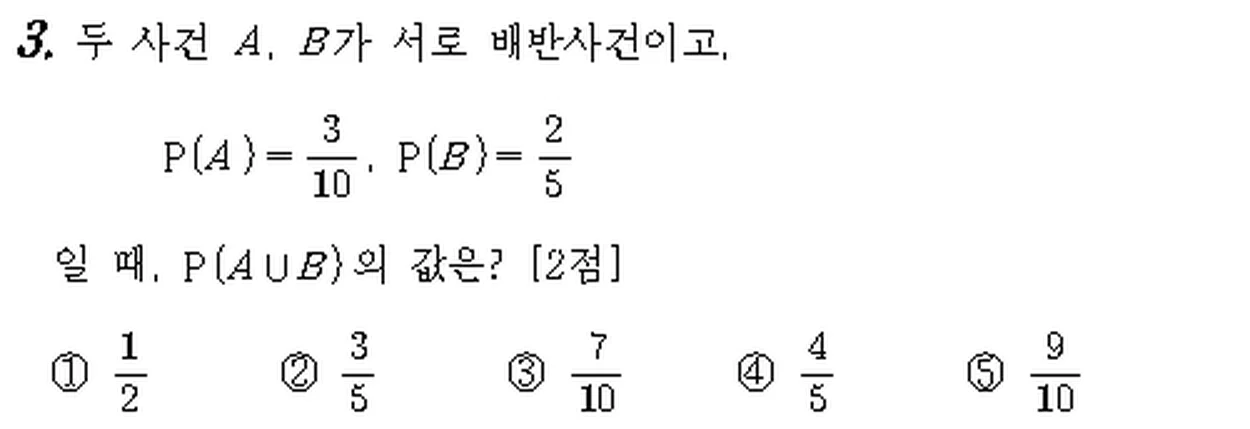 3. 두 사건 A, B가 서로 배반사건이고,
P(A)=3/10, P(B)=2/5
일 때, P(A∪B)의 값은? [2점]
① 1/2 ② 3/5 ③ 7/10 ④ 4/5 ⑤ 9/10